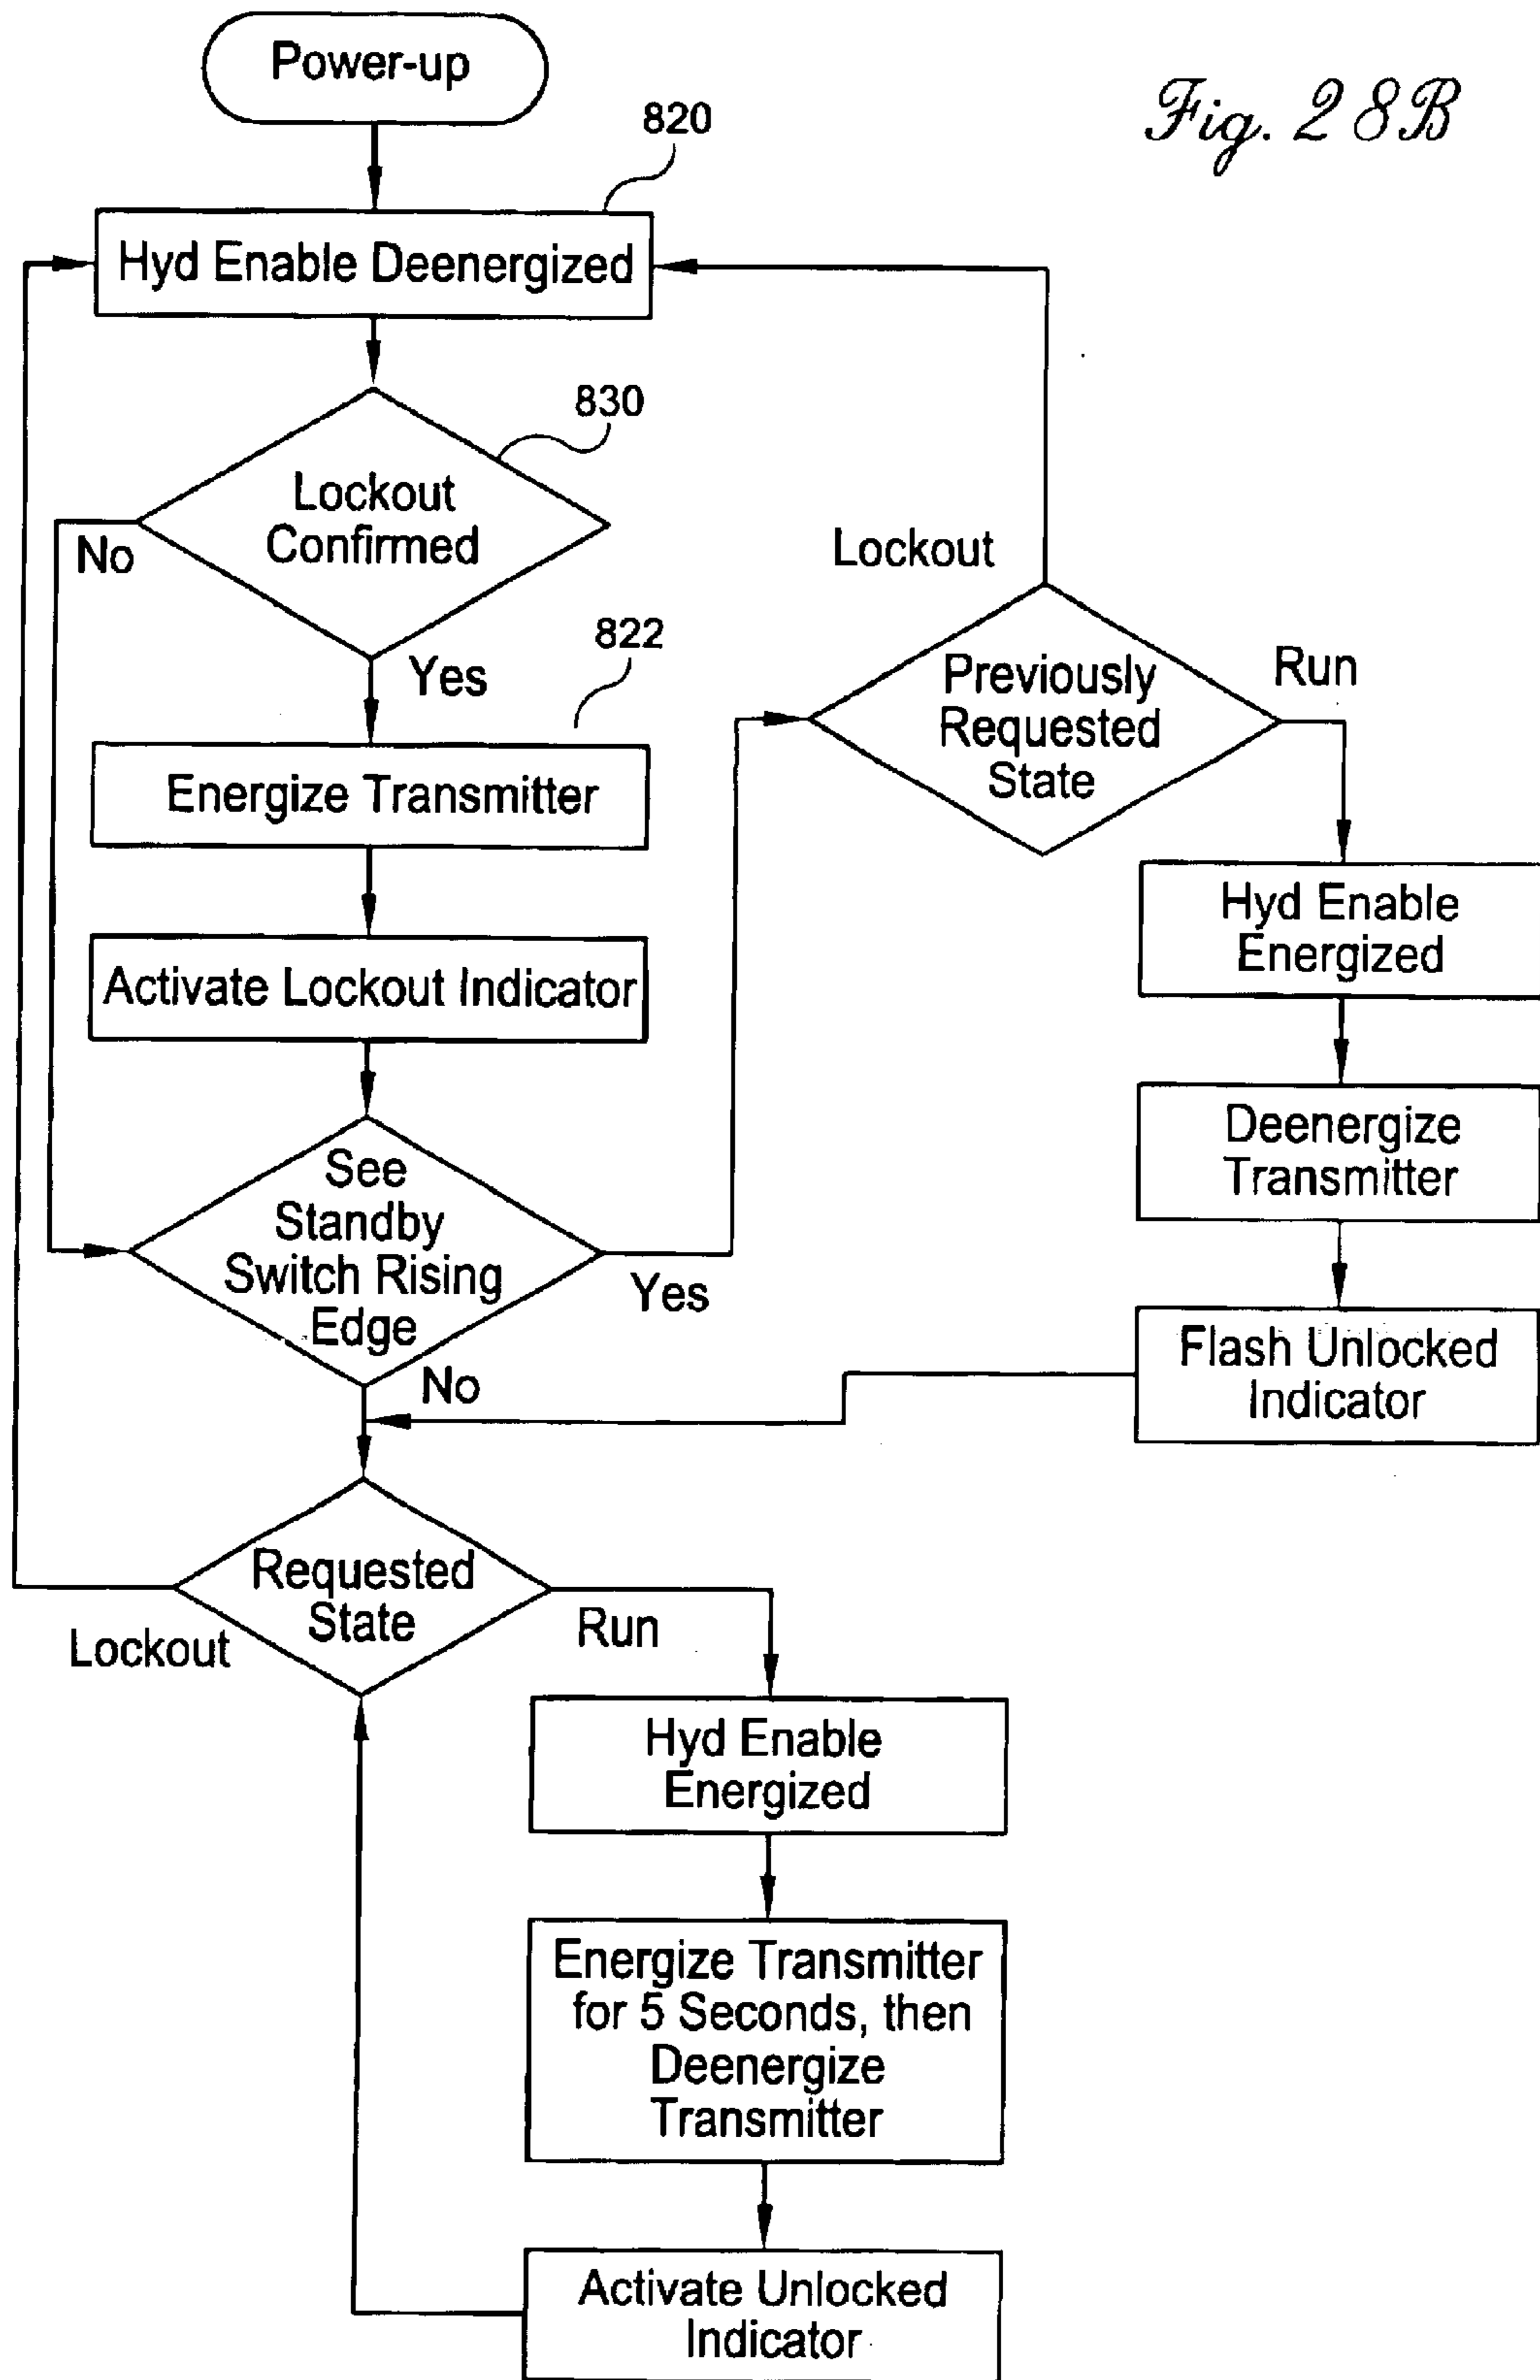 Fig. 28B
Power-up
820
Hyd Enable Deenergized
830
Lockout
Confirmed
No
Yes
822
Energize Transmitter
Activate Lockout Indicator
See
Standby
Switch Rising
Edge
Yes
No
Lockout
Previously
Requested
State
Run
Hyd Enable
Energized
Deenergize
Transmitter
Flash Unlocked
Indicator
Requested
State
Lockout
Run
Hyd Enable
Energized
Energize Transmitter
for 5 Seconds, then
Deenergize
Transmitter
Activate Unlocked
Indicator